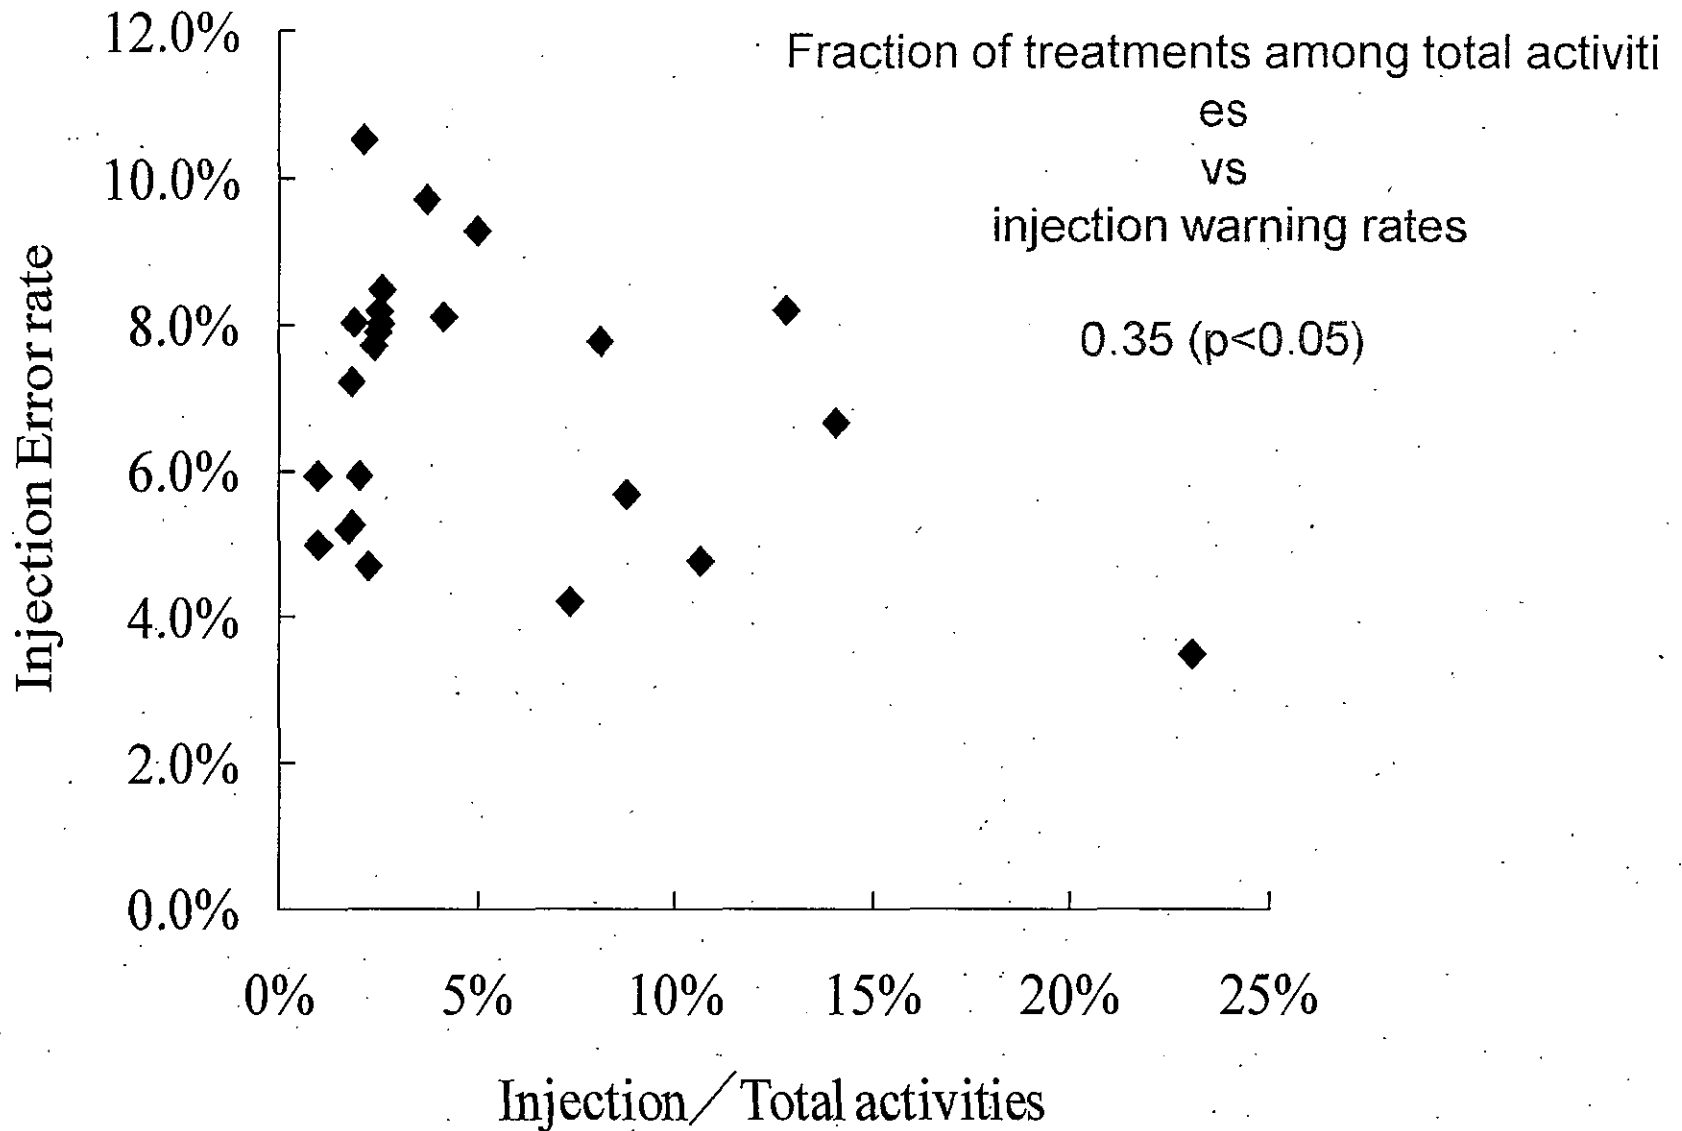 Fraction of treatments among total activiti
es
vs
injection warning rates
0.35 (p<0.05)
12.0%
10.0%
8.0%
6.0%
4.0%
2.0%
0.0%
Injection Error rate
0% 5% 10% 15% 20% 25%
Injection／Total activities